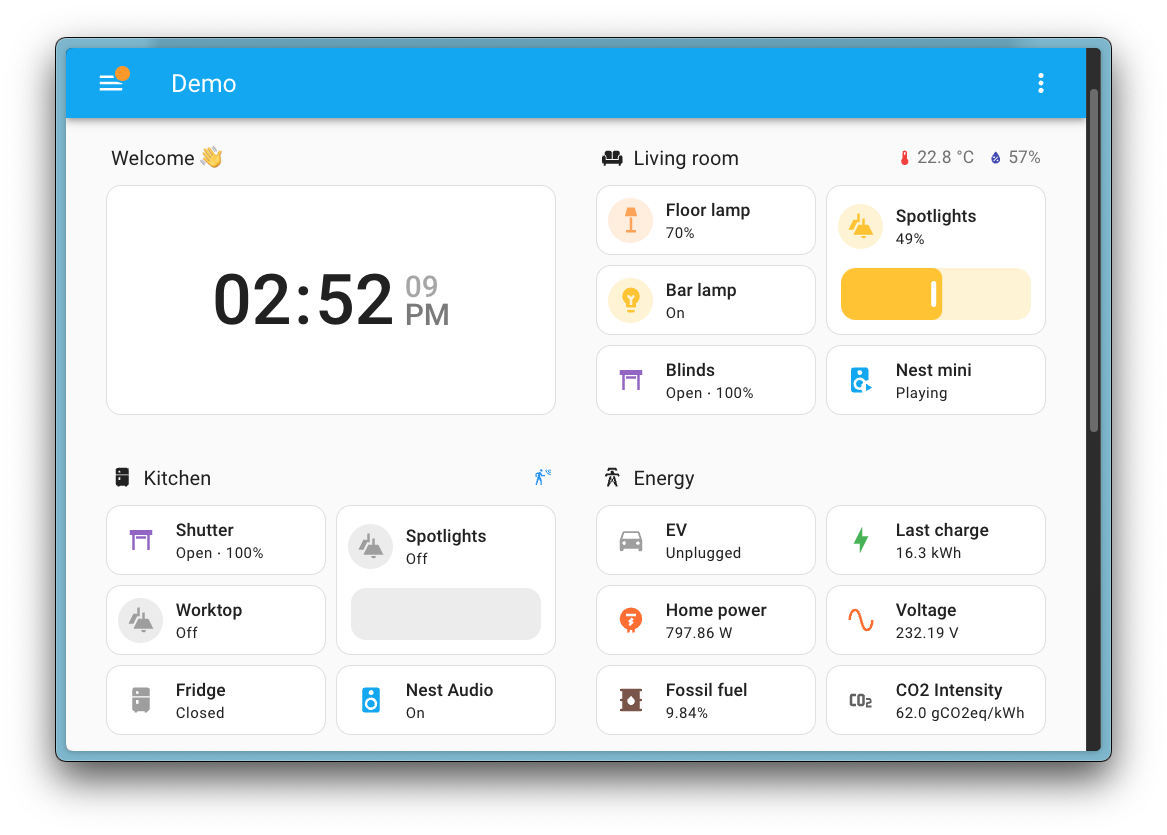 Demo
Welcome 👋
02:52 09 PM
Living room 22.8 °C 57%
Floor lamp
70%
Spotlights
49%
Bar lamp
On
Blinds
Open · 100%
Nest mini
Playing
Kitchen
Shutter
Open · 100%
Spotlights
Off
Worktop
Off
Fridge
Closed
Nest Audio
On
Energy
EV
Unplugged
Last charge
16.3 kWh
Home power
797.86 W
Voltage
232.19 V
Fossil fuel
9.84%
CO2
CO2 Intensity
62.0 gCO2eq/kWh